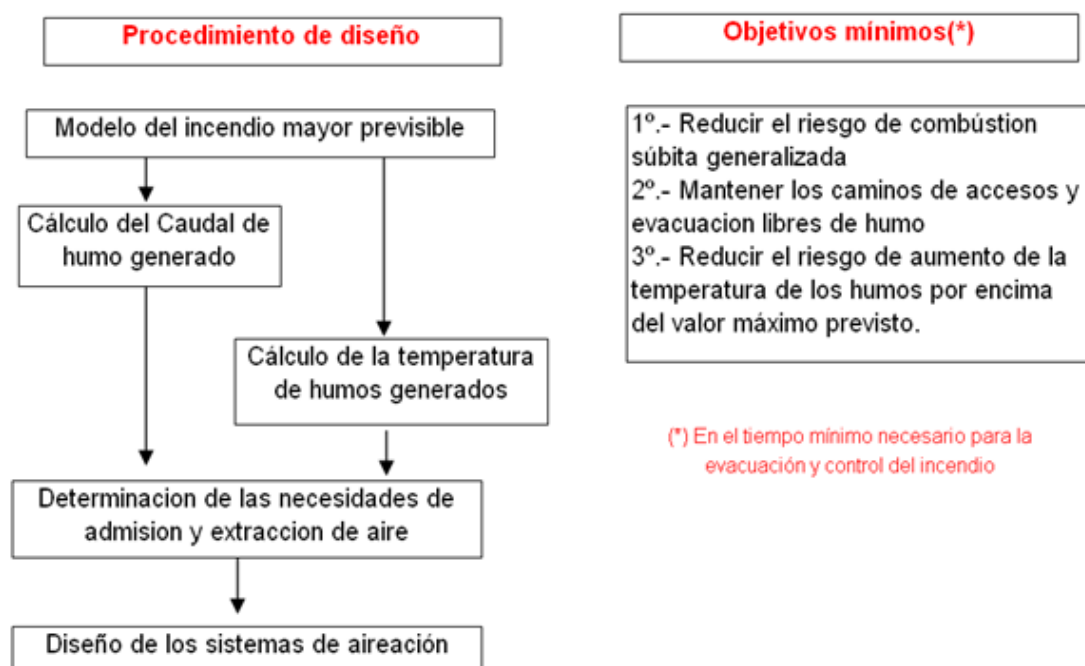 Procedimiento de diseño
Modelo del incendio mayor previsible
Cálculo del Caudal de
humo generado
Cálculo de la temperatura
de humos generados
Determinacion de las necesidades de
admision y extraccion de aire
Diseño de los sistemas de aireación
Objetivos mínimos(*)
1º.- Reducir el riesgo de combústion
súbita generalizada
2º.- Mantener los caminos de accesos y
evacuacion libres de humo
3º.- Reducir el riesgo de aumento de la
temperatura de los humos por encima
del valor máximo previsto.
(*) En el tiempo mínimo necesario para la
evacuación y control del incendio